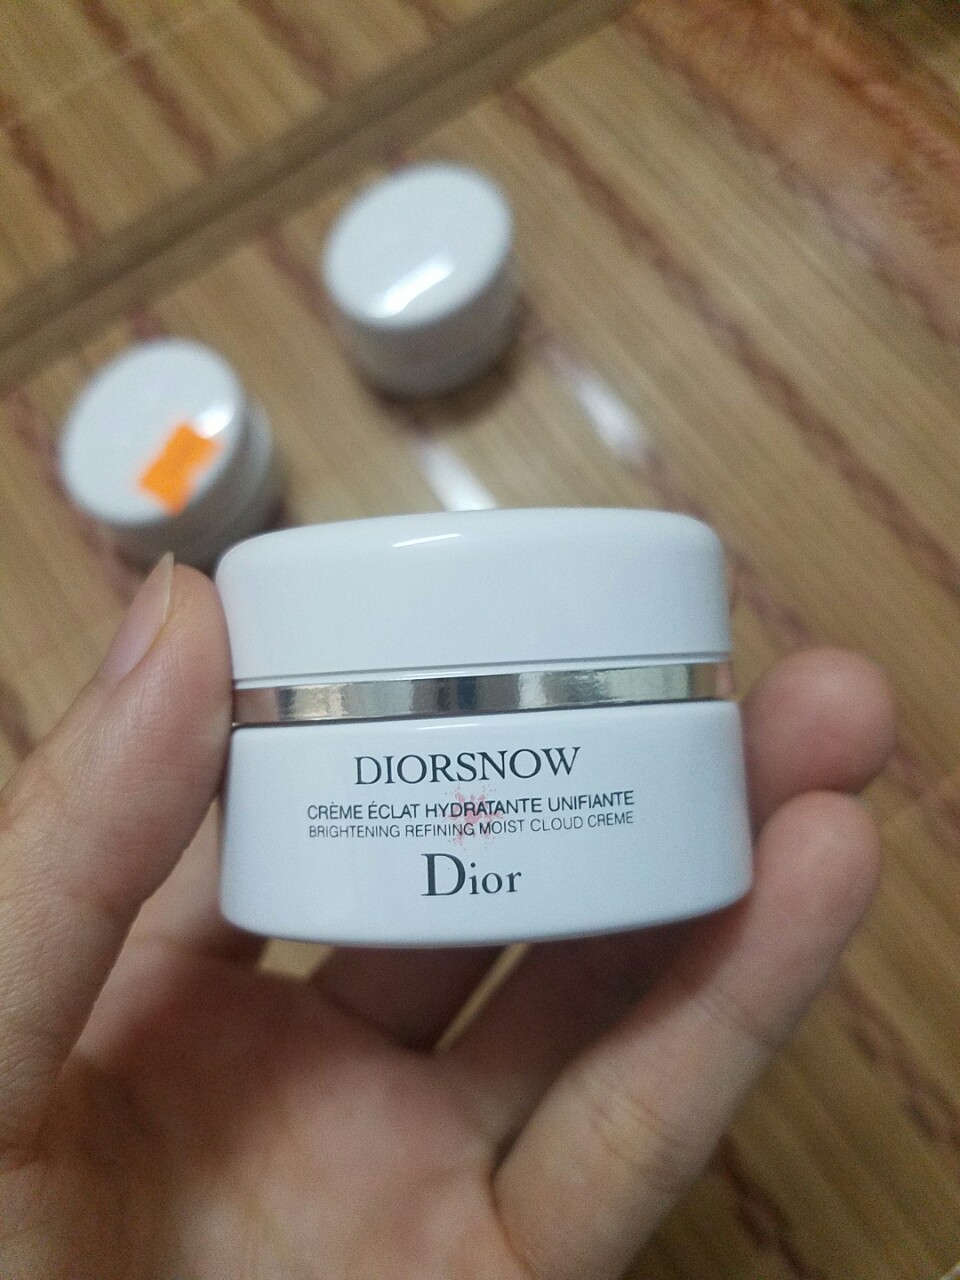 DIORSNOW
CRÈME ÉCLAT HYDRATANTE UNIFIANTE
BRIGHTENING REFINING MOIST CLOUD CREME
Dior